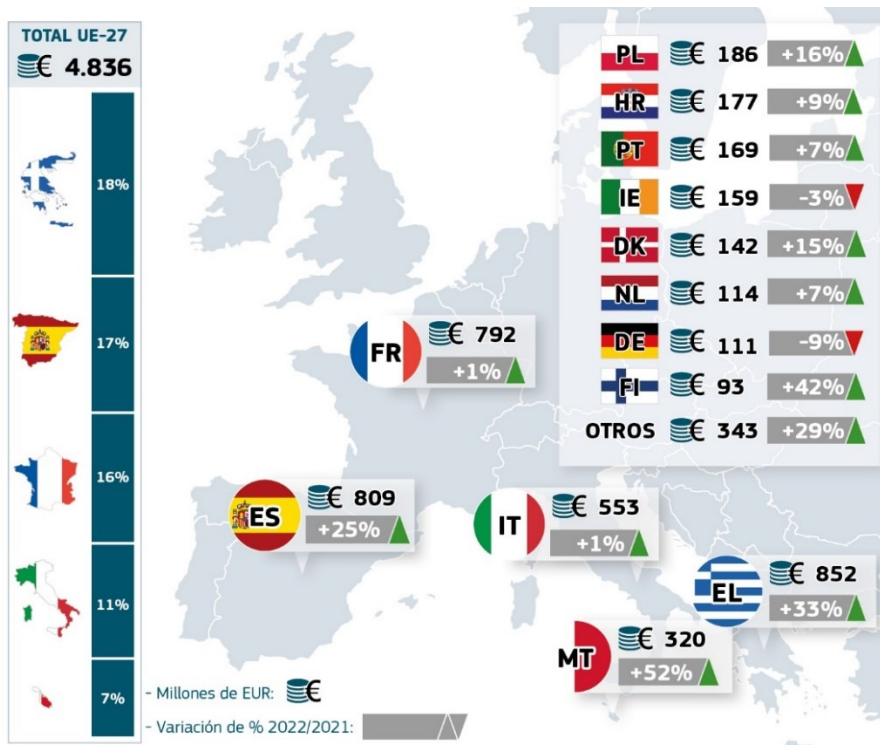 TOTAL UE-27
€ 4.836
18%
17%
16%
11%
7%
PL € 186 +16%
HR € 177 +9%
PT € 169 +7%
IE € 159 -3%
DK € 142 +15%
NL € 114 +7%
DE € 111 -9%
FI € 93 +42%
OTROS € 343 +29%
FR € 792
+1%
ES € 809
+25%
IT € 553
+1%
EL € 852
+33%
MT € 320
+52%
- Millones de EUR: €
- Variación de % 2022/2021: